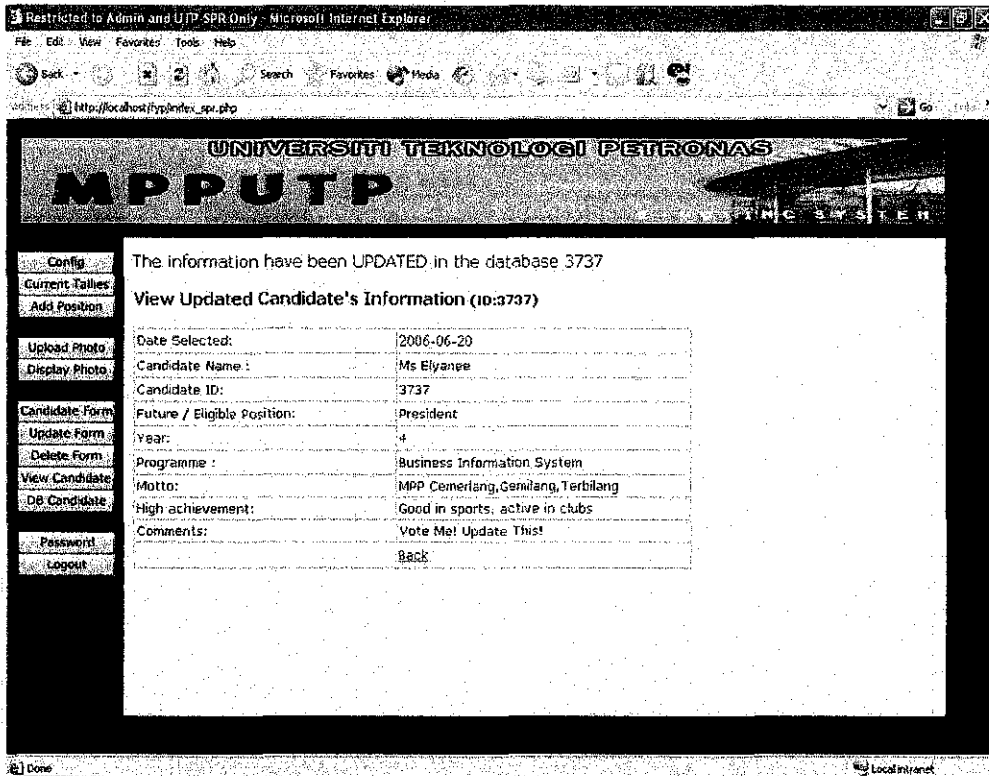 Restricted to Admin and UTP-SPR Only - Microsoft Internet Explorer
File Edit View Favorites Tools Help
Back Search Favorites Media
Address http://localhost/fyp/index_spr.php Go
UNIVERSITI TEKNOLOGI PETRONAS
MPPUTP
VOTING SYSTEM
Config
Current Tallies
Add Position
Upload Photo
Display Photo
Candidate Form
Update Form
Delete Form
View Candidate
DB Candidate
Password
Logout
The information have been UPDATED in the database 3737
View Updated Candidate's Information (ID:3737)
Date Selected: 2006-06-20
Candidate Name : Ms Elyanee
Candidate ID: 3737
Future / Eligible Position: President
Year: 4
Programme : Business Information System
Motto: MPP Cemerlang,Gemilang,Terbilang
High achievement: Good in sports, active in clubs
Comments: Vote Me! Update This!
Back
Done Local intranet